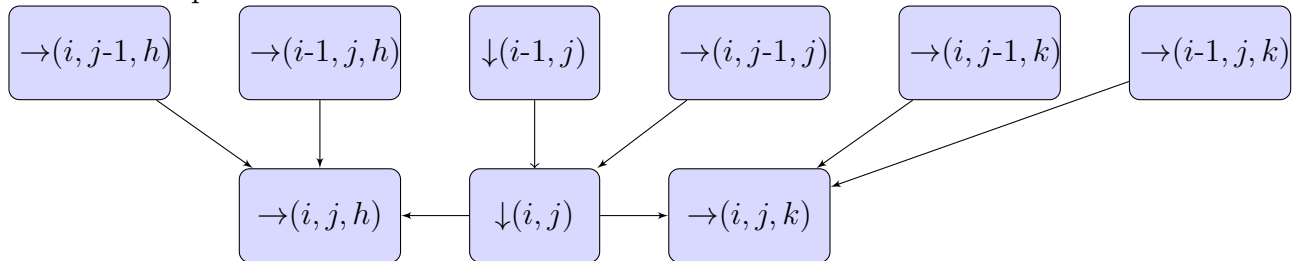 →(i, j-1, h) →(i-1, j, h) ↓(i-1, j) →(i, j-1, j) →(i, j-1, k) →(i-1, j, k)
→(i, j, h) ↓(i, j) →(i, j, k)